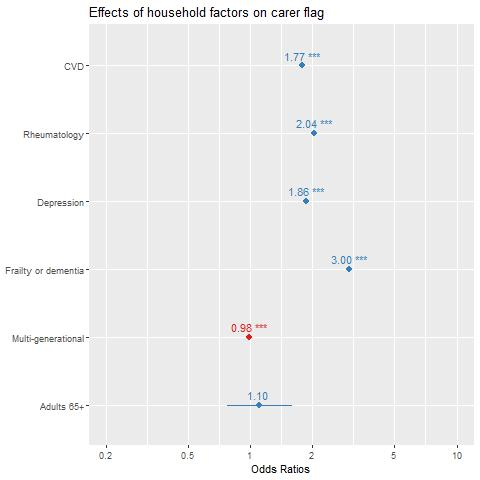 Effects of household factors on carer flag
CVD
1.77 ***
Rheumatology
2.04 ***
Depression
1.86 ***
Frailty or dementia
3.00 ***
Multi-generational
0.98 ***
Adults 65+
1.10
0.2 0.5 1 2 5 10
Odds Ratios